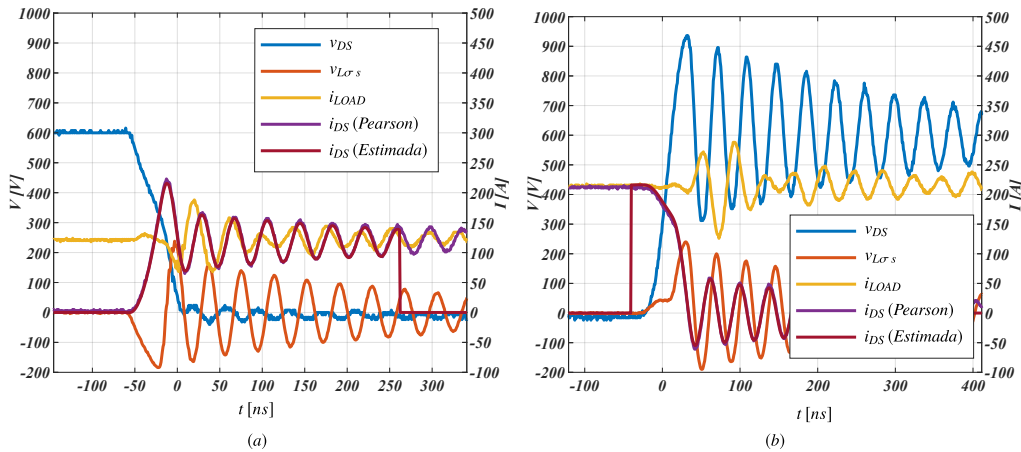 1000
900
800
700
600
500
400
300
200
100
0
-100
-200
V [V]
500
450
400
350
300
250
200
150
100
50
0
-50
-100
I [A]
v_DS
v_Lσ s
i_LOAD
i_DS (Pearson)
i_DS (Estimada)
-100 -50 0 50 100 150 200 250 300
t [ns]
(a)
1000
900
800
700
600
500
400
300
200
100
0
-100
-200
V [V]
500
450
400
350
300
250
200
150
100
50
0
-50
-100
I [A]
v_DS
v_Lσ s
i_LOAD
i_DS (Pearson)
i_DS (Estimada)
-100 0 100 200 300 400
t [ns]
(b)